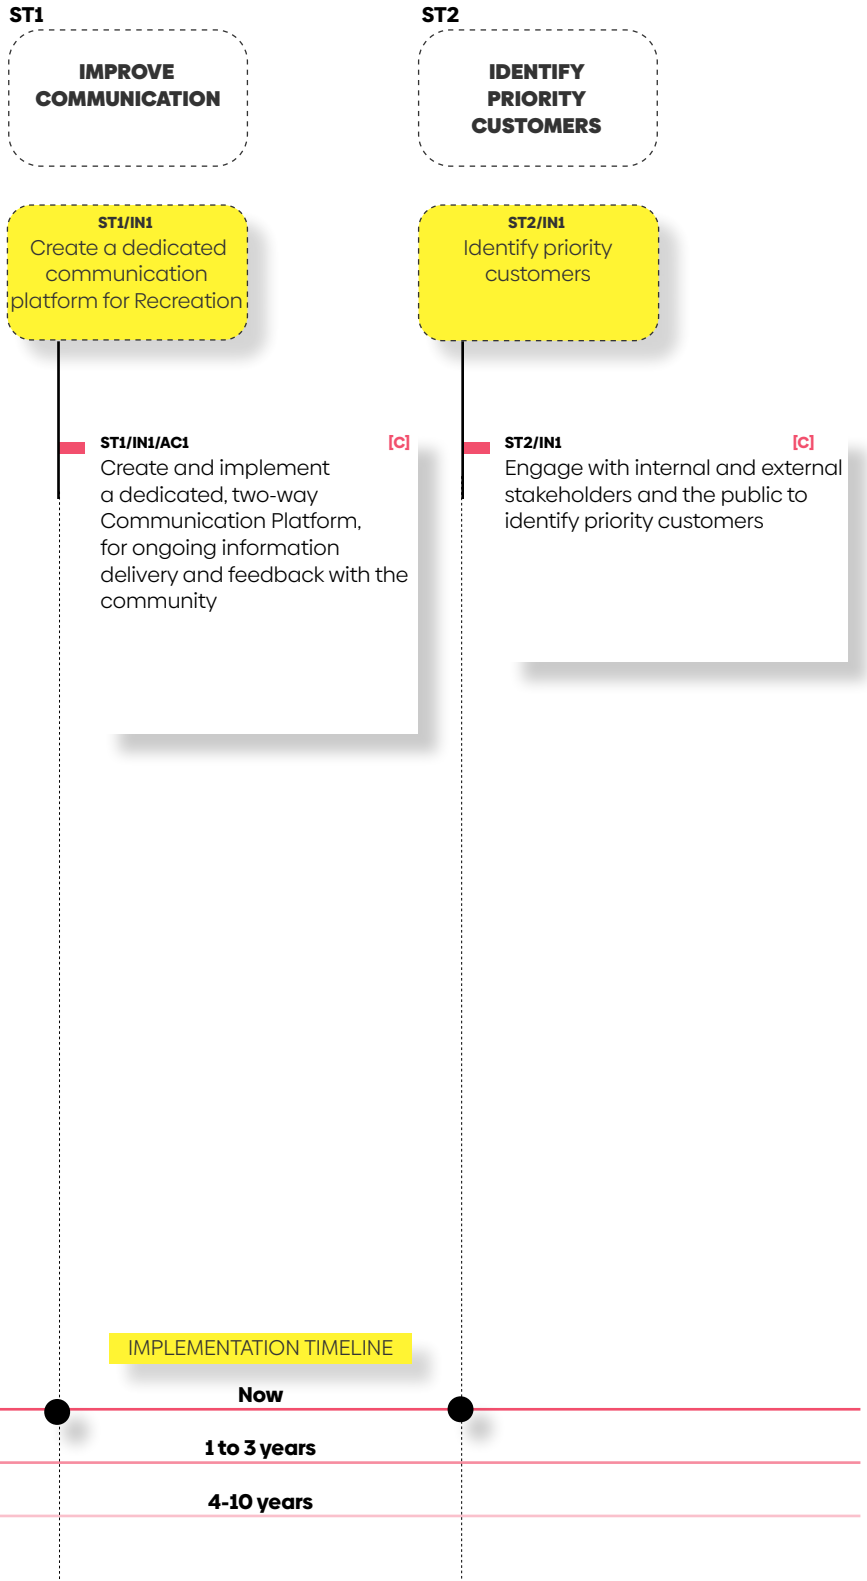 ST1
IMPROVE
COMMUNICATION
ST1/IN1
Create a dedicated
communication
platform for Recreation
ST1/IN1/AC1 [C]
Create and implement
a dedicated, two-way
Communication Platform,
for ongoing information
delivery and feedback with the
community
ST2
IDENTIFY
PRIORITY
CUSTOMERS
ST2/IN1
Identify priority
customers
ST2/IN1 [C]
Engage with internal and external
stakeholders and the public to
identify priority customers
IMPLEMENTATION TIMELINE
Now
1 to 3 years
4-10 years